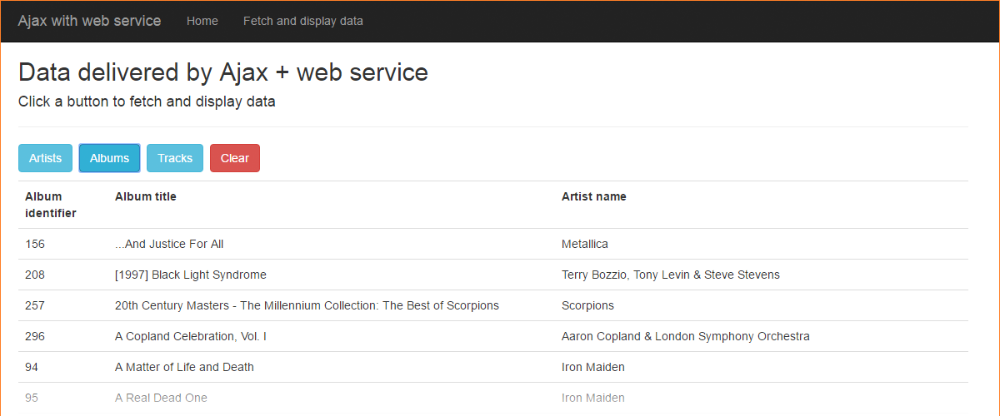 Ajax with web service Home Fetch and display data
Data delivered by Ajax + web service
Click a button to fetch and display data
Artists Albums Tracks Clear
Album identifier Album title Artist name
156 ...And Justice For All Metallica
208 [1997] Black Light Syndrome Terry Bozzio, Tony Levin & Steve Stevens
257 20th Century Masters - The Millennium Collection: The Best of Scorpions Scorpions
296 A Copland Celebration, Vol. I Aaron Copland & London Symphony Orchestra
94 A Matter of Life and Death Iron Maiden
95 A Real Dead One Iron Maiden